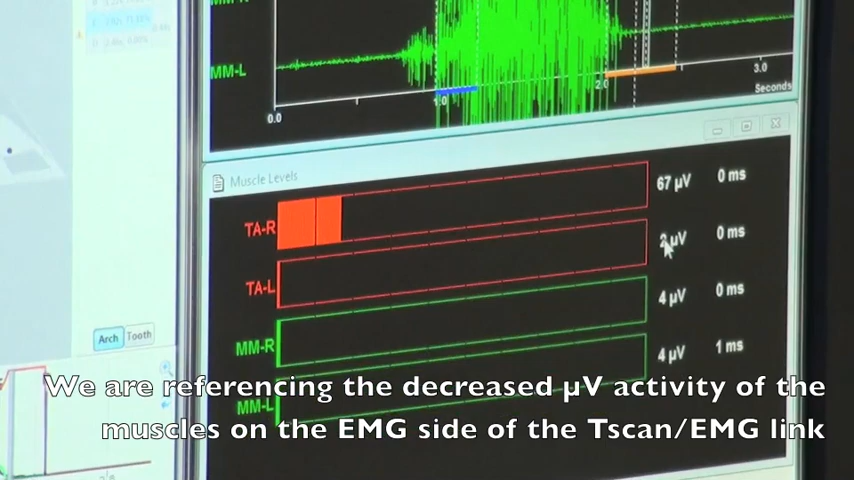 MM-L
0.0
1.0
2.0
3.0
Seconds
Muscle Levels
TA-R 67 µV 0 ms
TA-L 2 µV 0 ms
MM-R 4 µV 0 ms
MM-L 4 µV 1 ms
Arch Tooth
We are referencing the decreased µV activity of the
muscles on the EMG side of the Tscan/EMG link